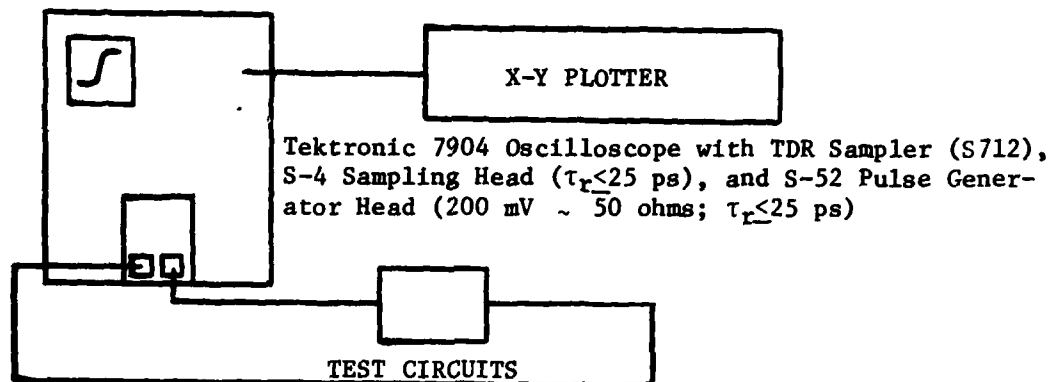 X-Y PLOTTER
Tektronic 7904 Oscilloscope with TDR Sampler (S712),
S-4 Sampling Head (τr≤25 ps), and S-52 Pulse Gener-
ator Head (200 mV ~ 50 ohms; τr≤25 ps)
TEST CIRCUITS